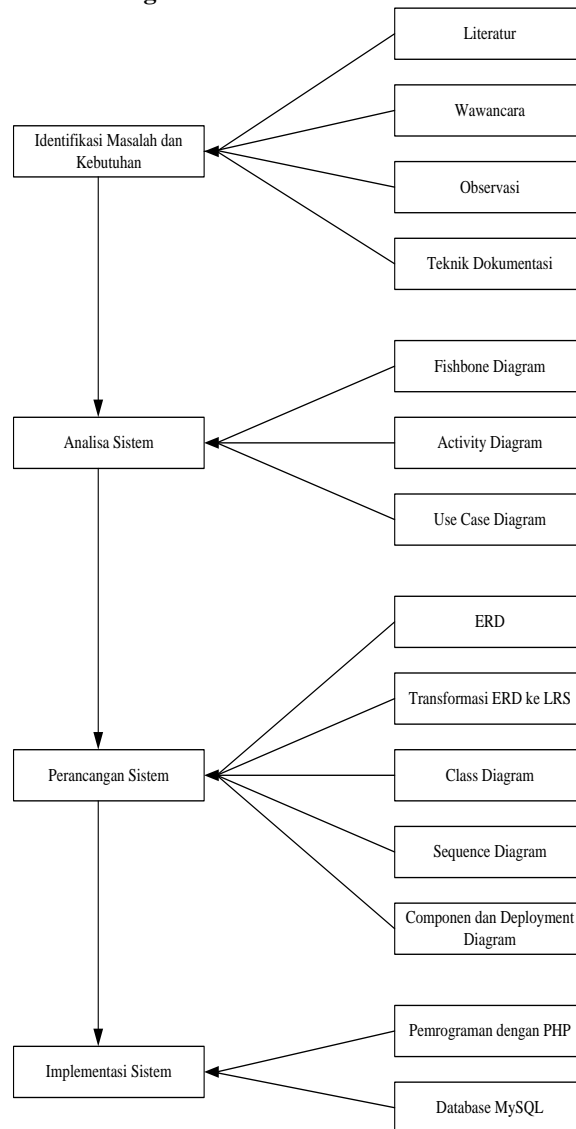 g
Literatur
Wawancara
Identifikasi Masalah dan
Kebutuhan
Observasi
Teknik Dokumentasi
Fishbone Diagram
Analisa Sistem
Activity Diagram
Use Case Diagram
ERD
Transformasi ERD ke LRS
Perancangan Sistem
Class Diagram
Sequence Diagram
Componen dan Deployment
Diagram
Pemrograman dengan PHP
Implementasi Sistem
Database MySQL